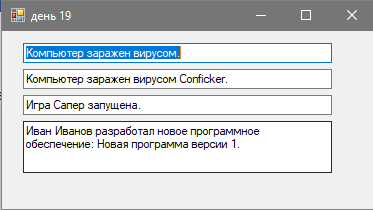 день 19
Компьютер заражен вирусом.
Компьютер заражен вирусом Conficker.
Игра Сапер запущена.
Иван Иванов разработал новое программное
обеспечение: Новая программа версии 1.